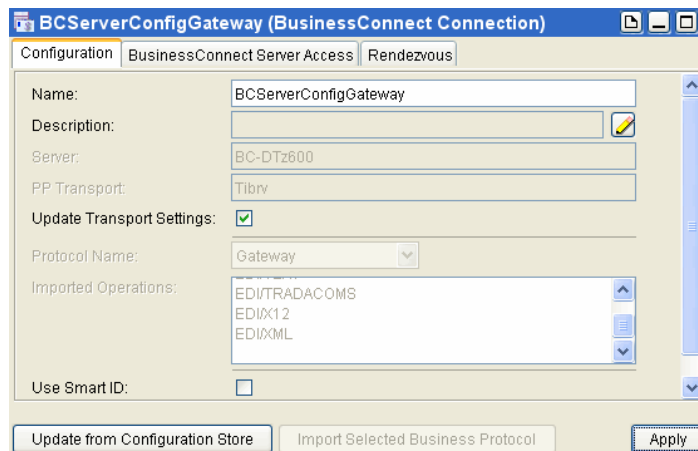 BCServerConfigGateway (BusinessConnect Connection)
Configuration BusinessConnect Server Access Rendezvous
Name: BCServerConfigGateway
Description:
Server: BC-DTz600
PP Transport: Tibrv
Update Transport Settings:
Protocol Name: Gateway
Imported Operations:
EDI/TRADACOMS
EDI/X12
EDI/XML
Use Smart ID:
Update from Configuration Store Import Selected Business Protocol Apply